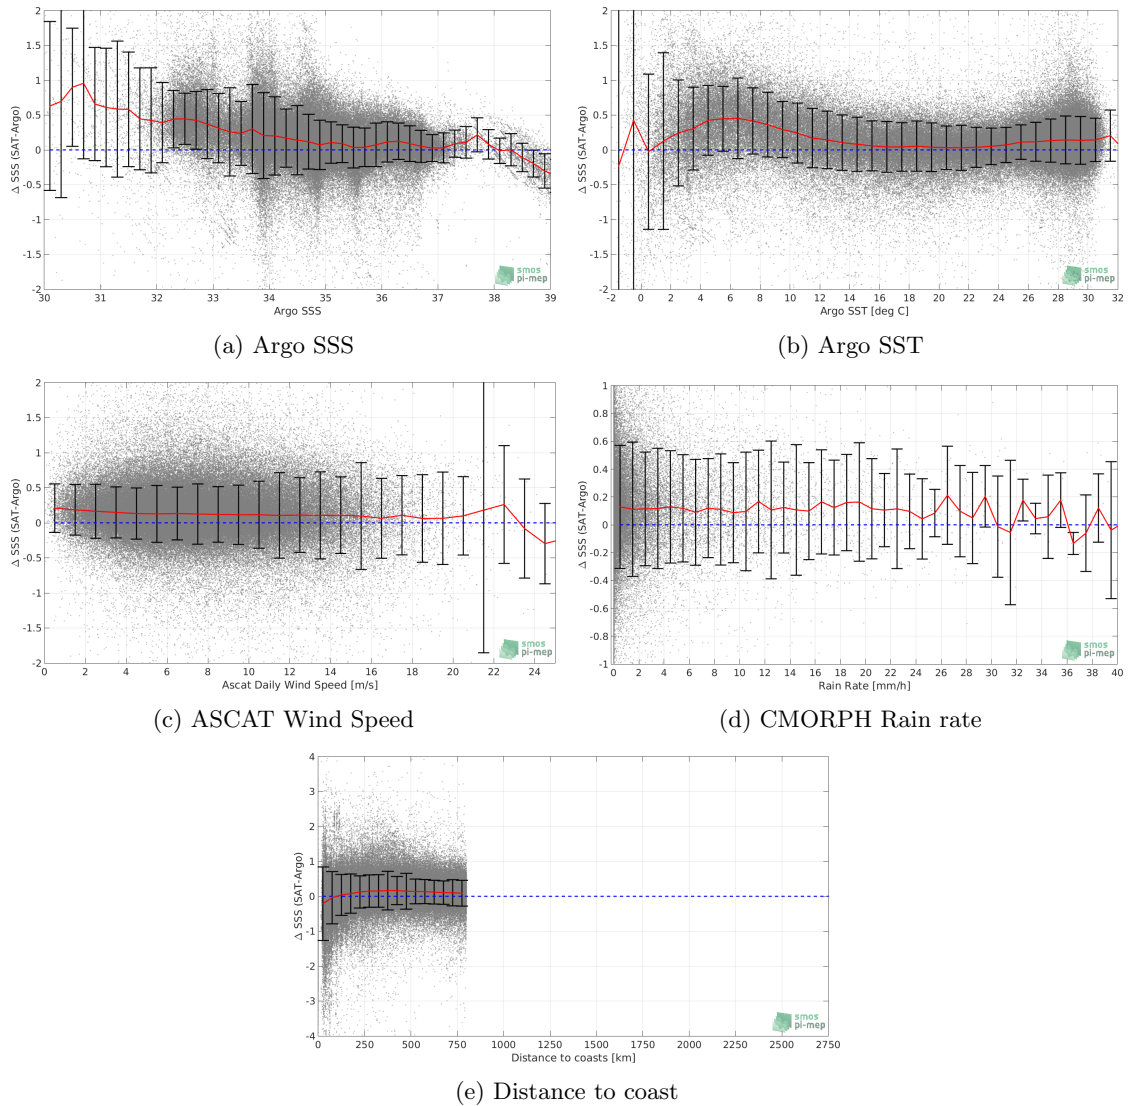 2
1.5
1
0.5
0
0.5
-1
1.5
-2
Δ SSS (SAT-Argo)
30 31 32 33 34 35 36 37 38 39
Argo SSS
smos
pi-mep
(a) Argo SSS
2
1.5
1
0.5
0
0.5
-1
1.5
-2
Δ SSS (SAT-Argo)
-2 0 2 4 6 8 10 12 14 16 18 20 22 24 26 28 30 32
Argo SST [deg C]
smos
pi-mep
(b) Argo SST
2
1.5
1
0.5
0
-0.5
-1
-1.5
-2
Δ SSS (SAT-Argo)
0 2 4 6 8 10 12 14 16 18 20 22 24
Ascat Daily Wind Speed [m/s]
smos
pi-mep
(c) ASCAT Wind Speed
1
0.8
0.6
0.4
0.2
0
-0.2
-0.4
-0.6
-0.8
-1
Δ SSS (SAT-Argo)
0 2 4 6 8 10 12 14 16 18 20 22 24 26 28 30 32 34 36 38 40
Rain Rate [mm/h]
smos
pi-mep
(d) CMORPH Rain rate
4
3
2
1
0
-1
-2
-3
-4
Δ SSS (SAT-Argo)
0 250 500 750 1000 1250 1500 1750 2000 2250 2500 2750
Distance to coasts [km]
smos
pi-mep
(e) Distance to coast